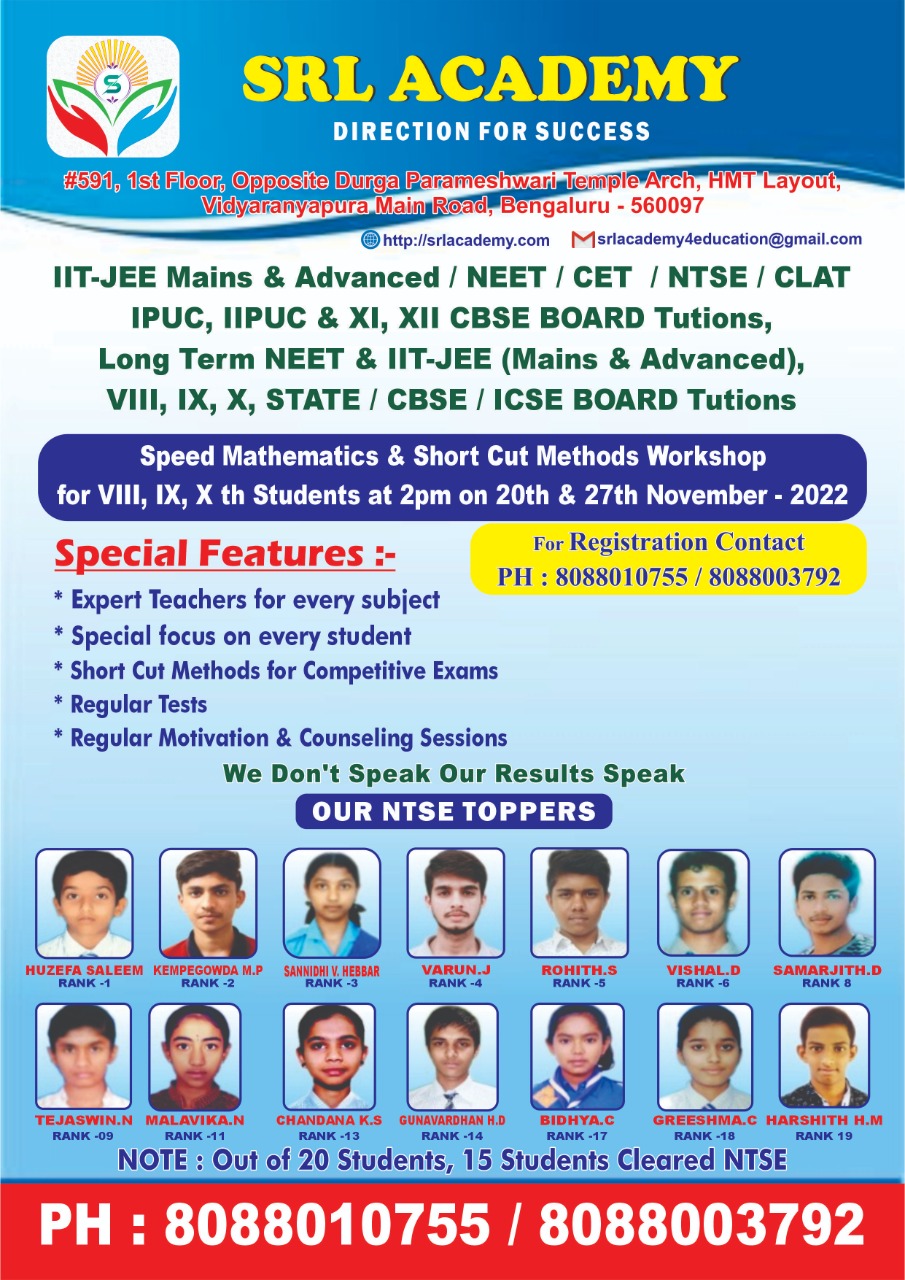 S
SRL ACADEMY
DIRECTION FOR SUCCESS
#591, 1st Floor, Opposite Durga Parameshwari Temple Arch, HMT Layout,
Vidyaranyapura Main Road, Bengaluru - 560097
http://srlacademy.com srlacademy4education@gmail.com
IIT-JEE Mains & Advanced / NEET / CET / NTSE / CLAT
IPUC, IIPUC & XI, XII CBSE BOARD Tutions,
Long Term NEET & IIT-JEE (Mains & Advanced),
VIII, IX, X, STATE / CBSE / ICSE BOARD Tutions
Speed Mathematics & Short Cut Methods Workshop
for VIII, IX, X th Students at 2pm on 20th & 27th November - 2022
For Registration Contact
PH : 8088010755 / 8088003792
Special Features :-
* Expert Teachers for every subject
* Special focus on every student
* Short Cut Methods for Competitive Exams
* Regular Tests
* Regular Motivation & Counseling Sessions
We Don't Speak Our Results Speak
OUR NTSE TOPPERS
HUZEFA SALEEM KEMPEGOWDA M.P SANNIDHI V. HEBBAR VARUN.J ROHITH.S VISHAL.D SAMARJITH.D
RANK -1 RANK -2 RANK -3 RANK -4 RANK -5 RANK -6 RANK 8
TEJASWIN.N MALAVIKA.N CHANDANA K.S GUNAVARDHAN H.D BIDHYA.C GREESHMA.C HARSHITH H.M
RANK -09 RANK -11 RANK -13 RANK -14 RANK -17 RANK -18 RANK 19
NOTE : Out of 20 Students, 15 Students Cleared NTSE
PH : 8088010755 / 8088003792